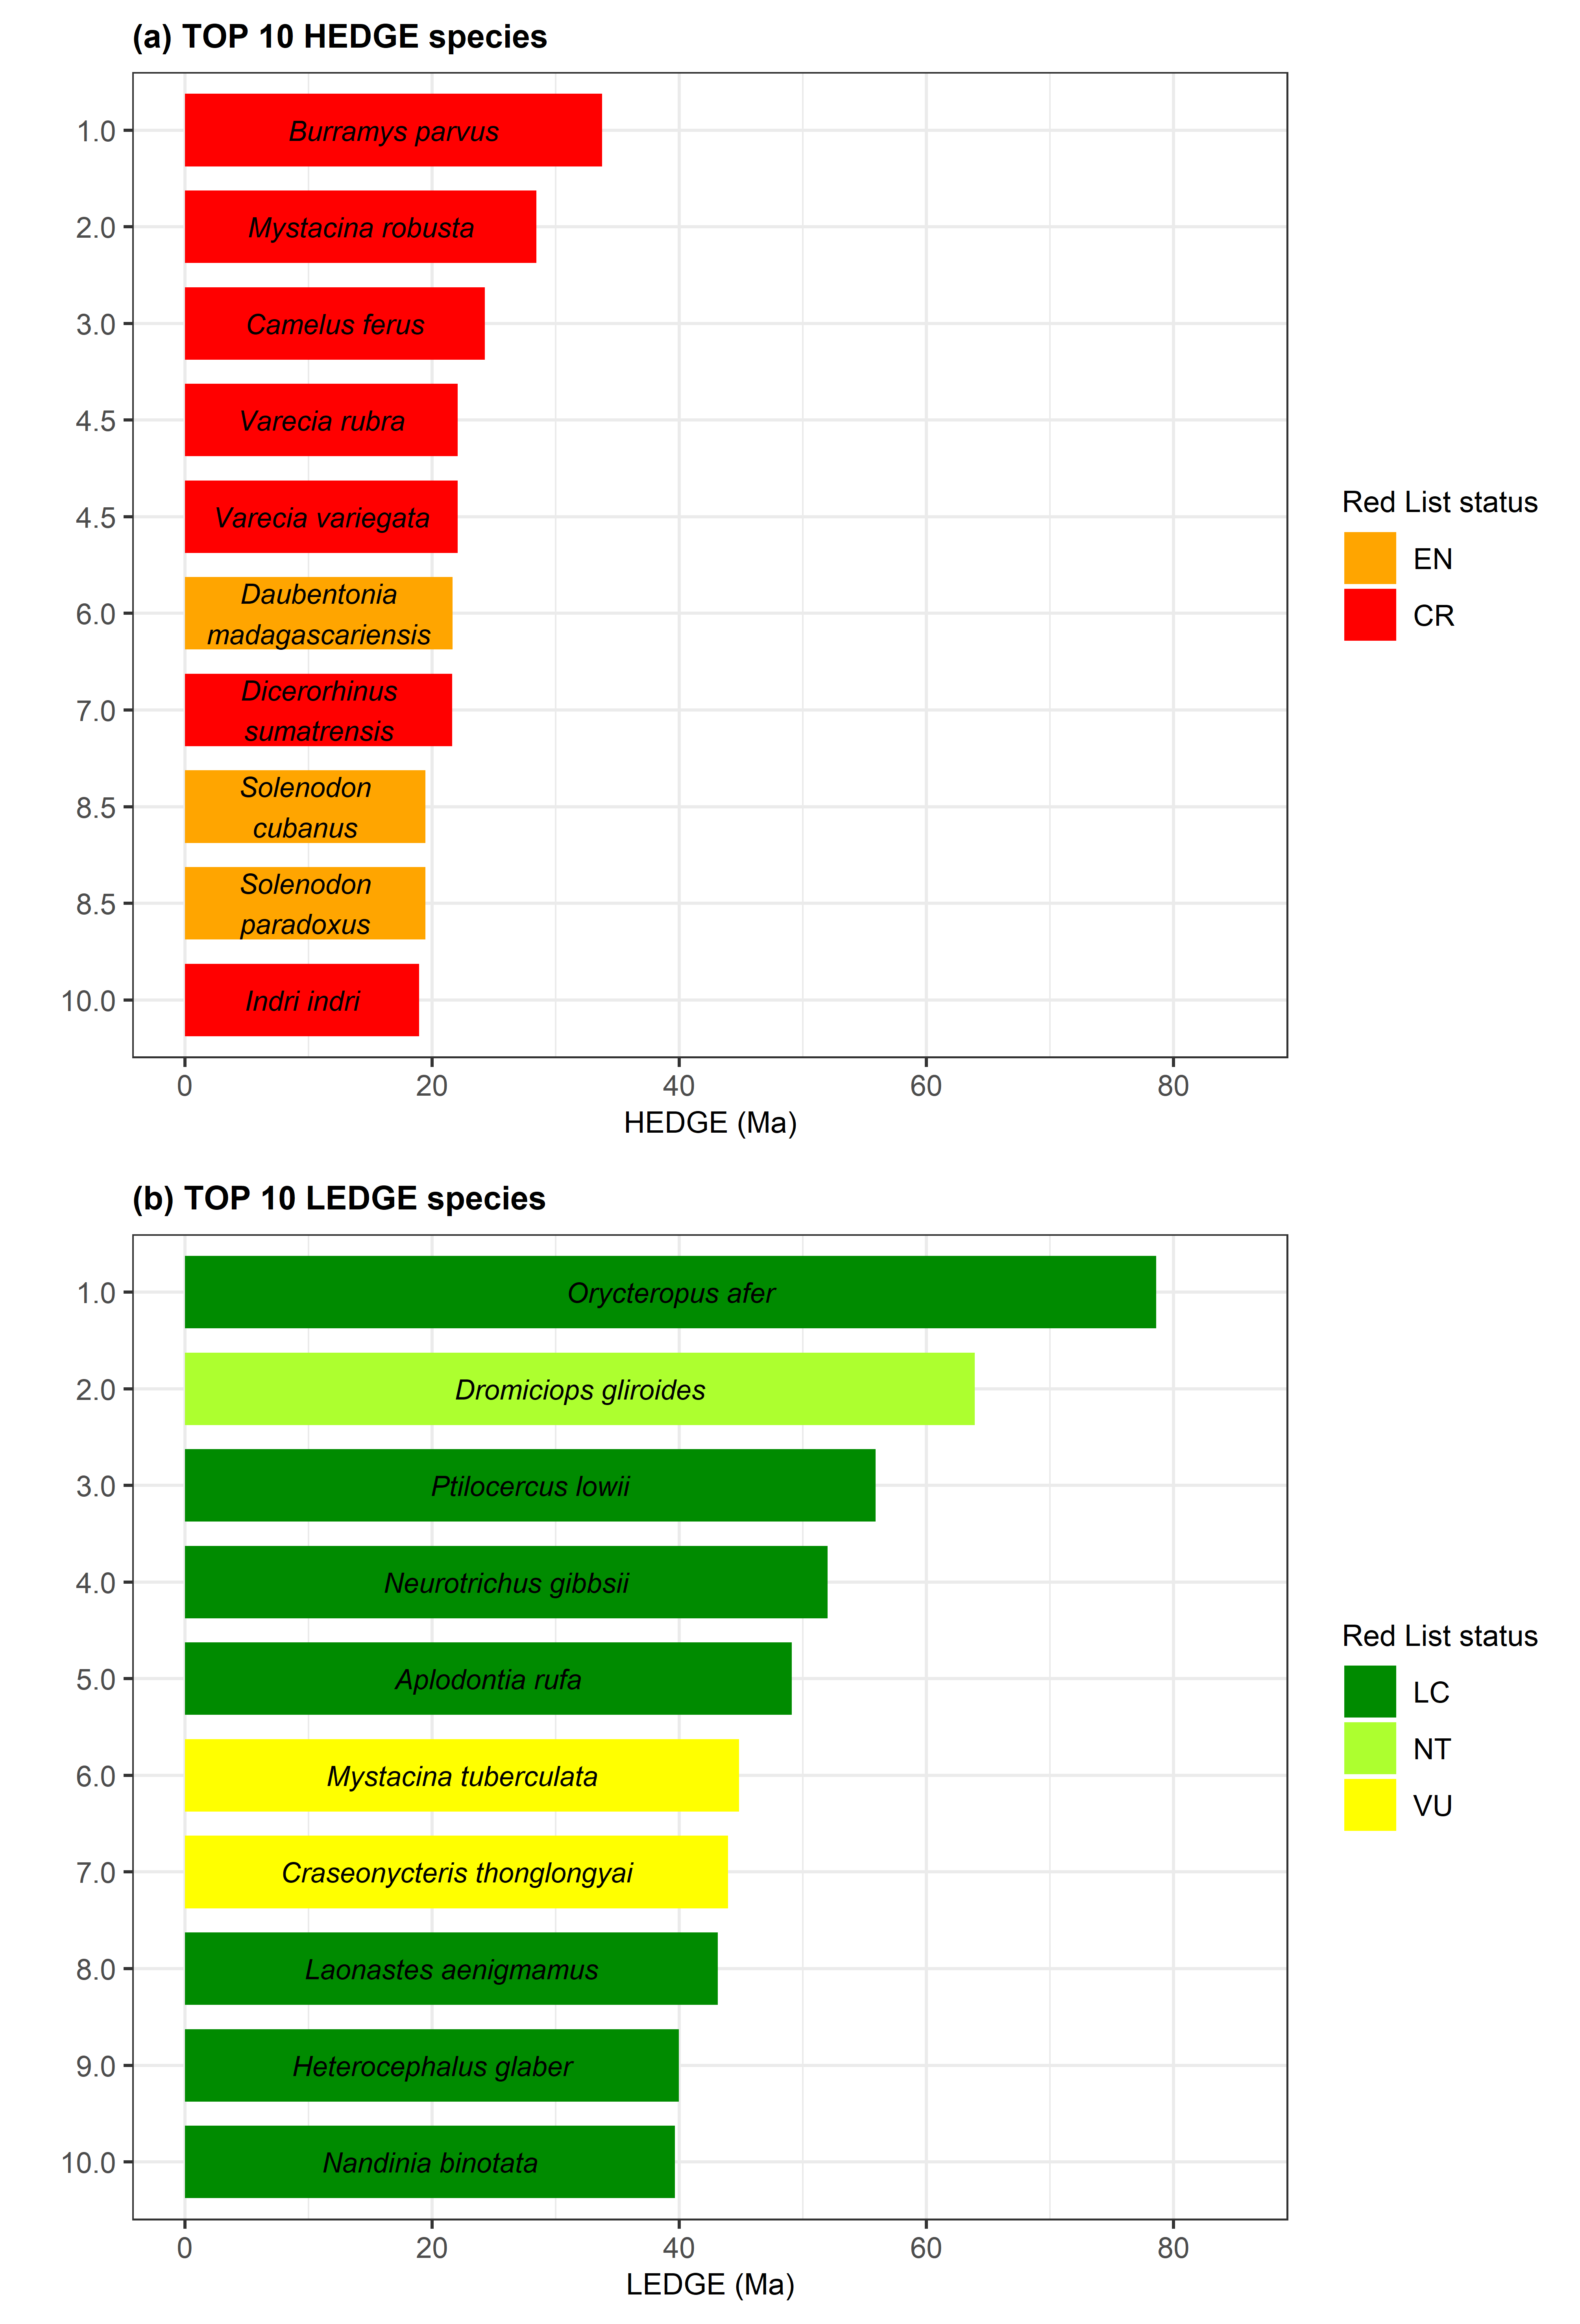 (a) TOP 10 HEDGE species
1.0
Burramys parvus
2.0
Mystacina robusta
3.0
Camelus ferus
4.5
Varecia rubra
4.5
Varecia variegata
6.0
Daubentonia
madagascariensis
7.0
Dicerorhinus
sumatrensis
8.5
Solenodon
cubanus
8.5
Solenodon
paradoxus
10.0
Indri indri
0 20 40 60 80
HEDGE (Ma)
Red List status
EN
CR
(b) TOP 10 LEDGE species
1.0
Orycteropus afer
2.0
Dromiciops gliroides
3.0
Ptilocercus lowii
4.0
Neurotrichus gibbsii
5.0
Aplodontia rufa
6.0
Mystacina tuberculata
7.0
Craseonycteris thonglongyai
8.0
Laonastes aenigmamus
9.0
Heterocephalus glaber
10.0
Nandinia binotata
0 20 40 60 80
LEDGE (Ma)
Red List status
LC
NT
VU